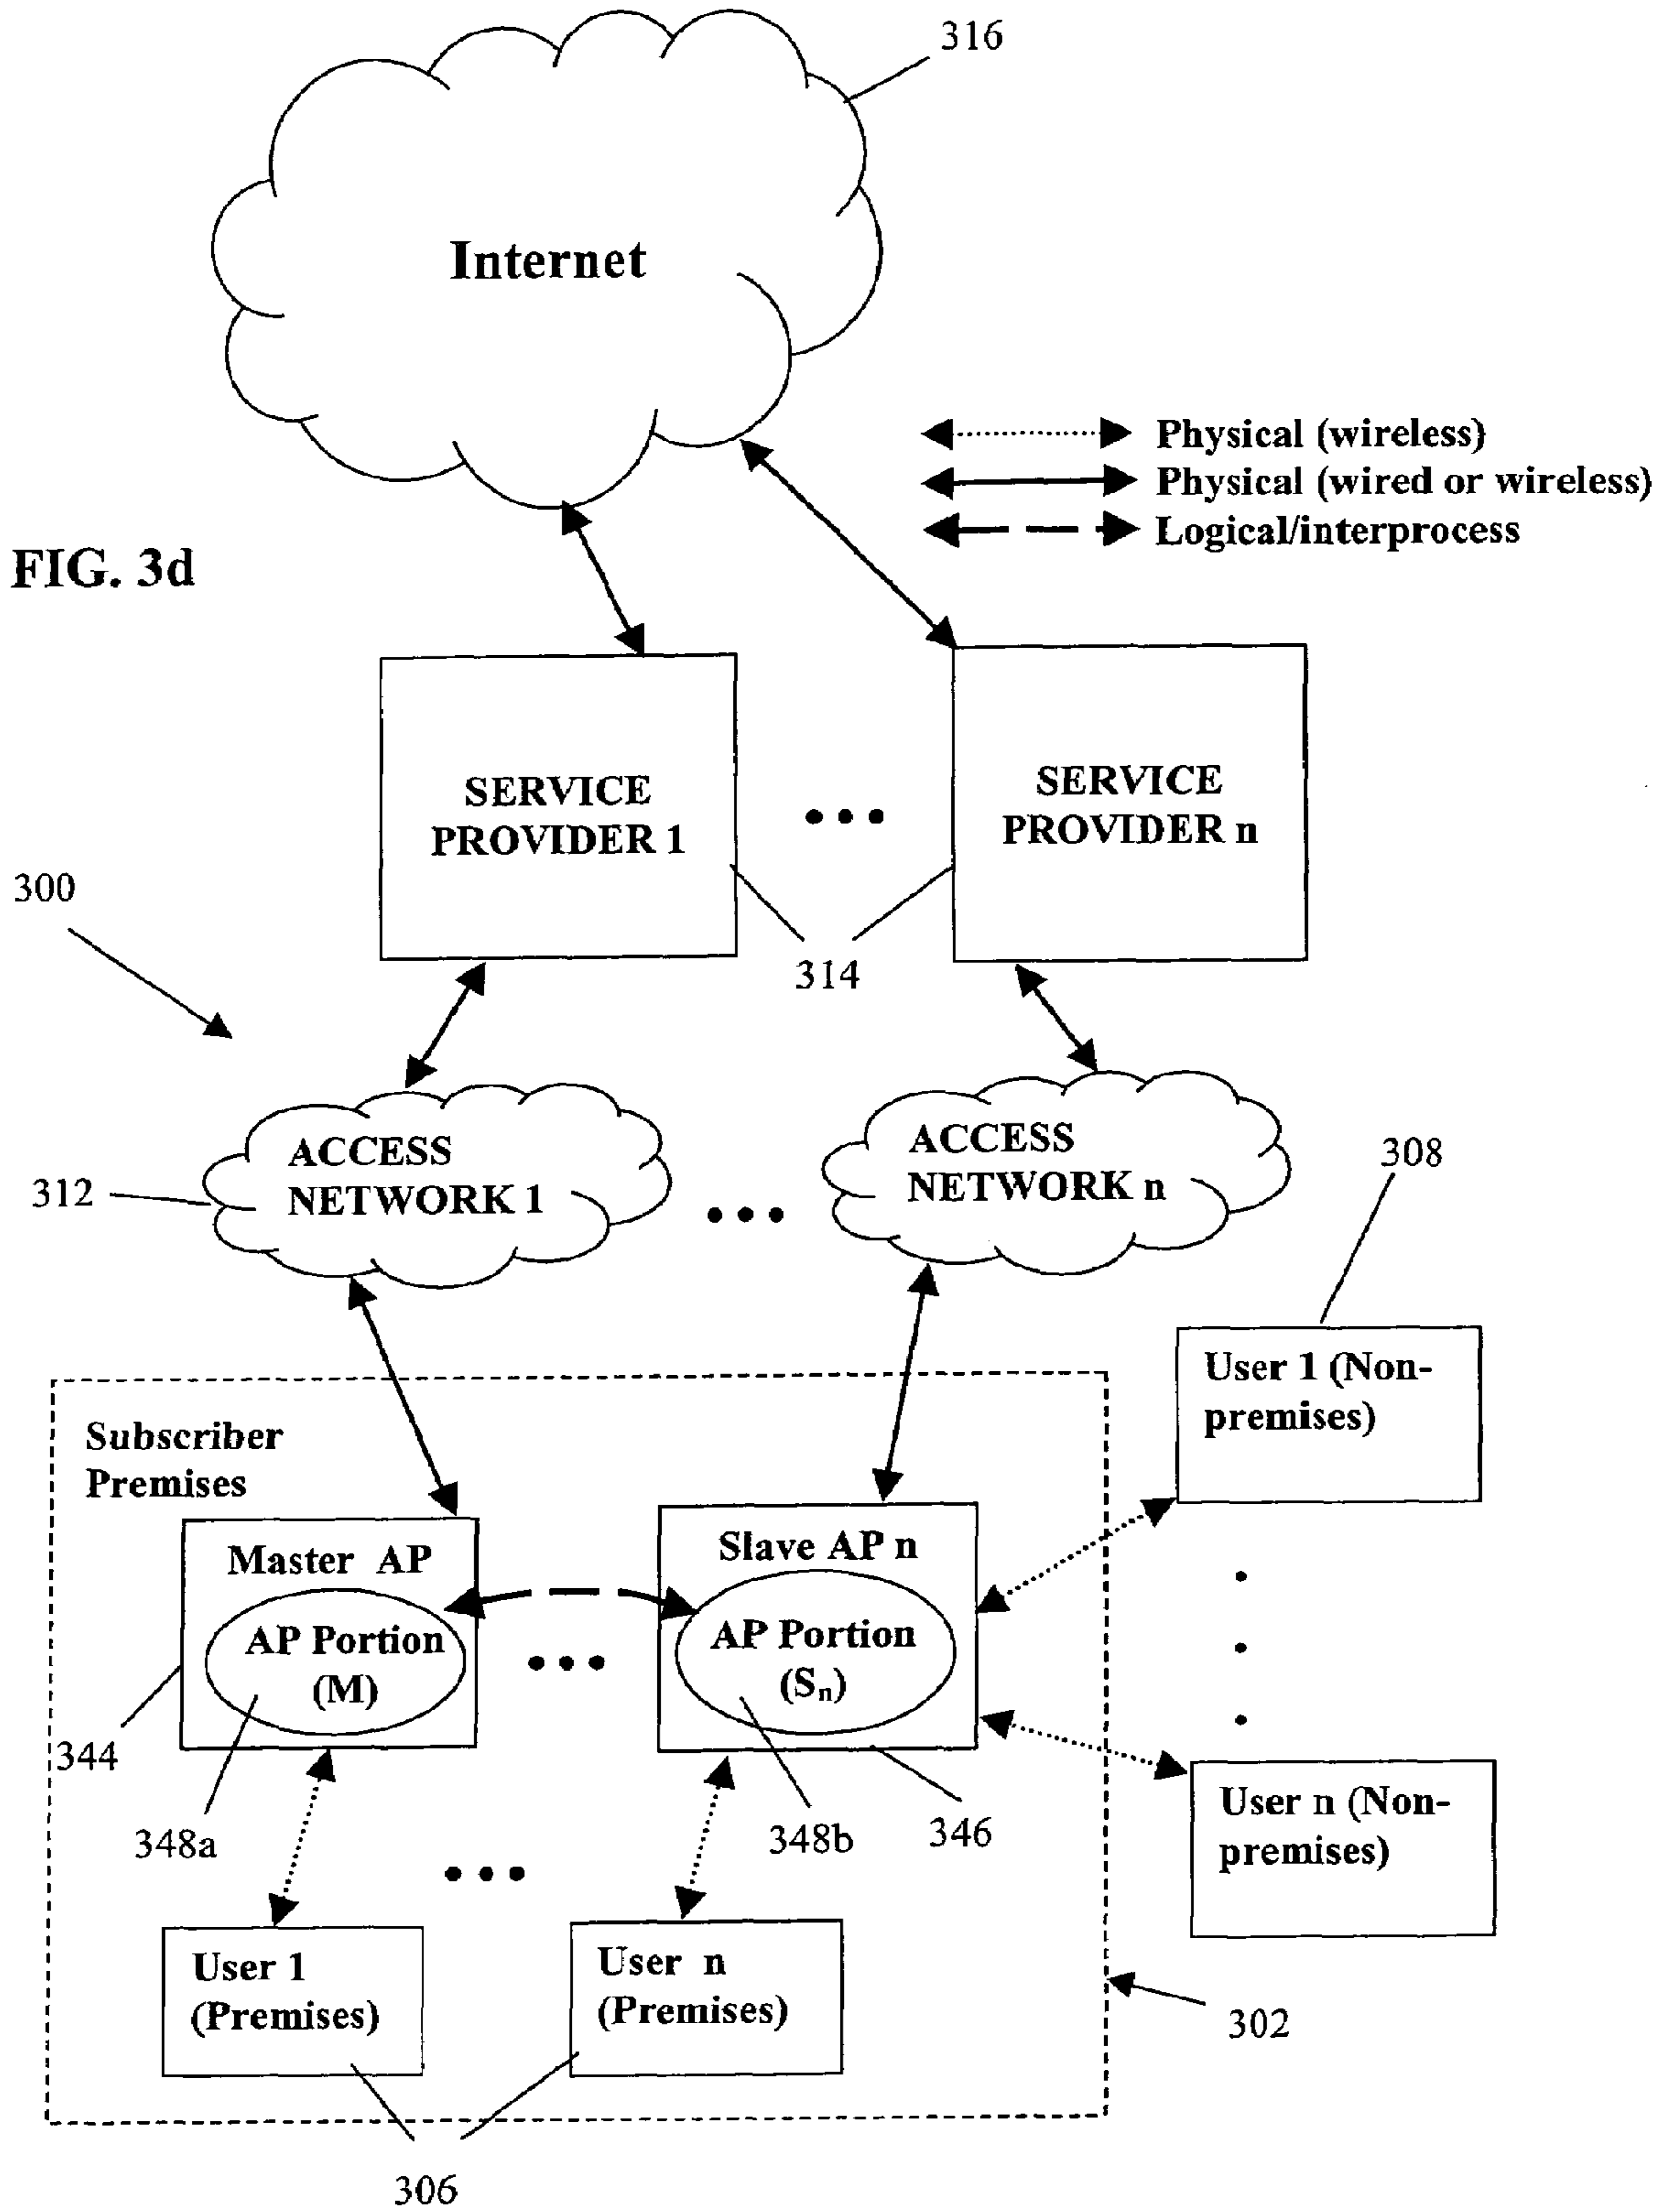 316
Internet
Physical (wireless)
Physical (wired or wireless)
Logical/interprocess
FIG. 3d
SERVICE
PROVIDER 1
SERVICE
PROVIDER n
300
314
ACCESS
NETWORK 1
ACCESS
NETWORK n
312
308
User 1 (Non-
premises)
Subscriber
Premises
Master AP
AP Portion
(M)
Slave AP n
AP Portion
(Sn)
344
348a
348b
346
User n (Non-
premises)
User 1
(Premises)
User n
(Premises)
302
306